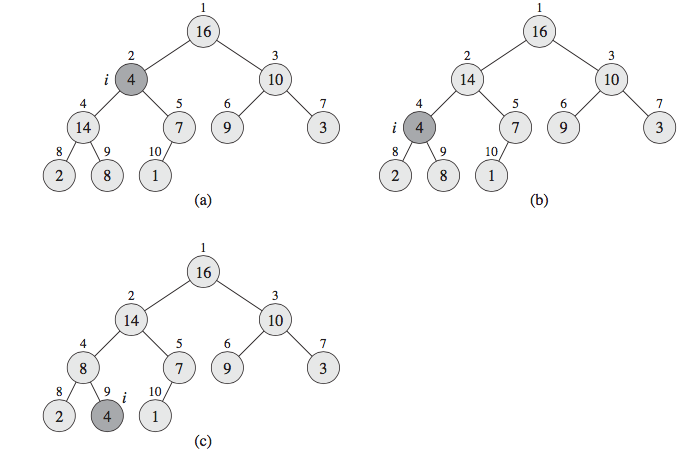 1 1
16 16
2 3 2 3
i 4 10 14 10
4 5 6 7 4 5 6 7
14 7 9 3 i 4 7 9 3
8 9 10 8 9 10
2 8 1 2 8 1
(a) (b)
1
16
2 3
14 10
4 5 6 7
8 7 9 3
8 9 i 10
2 4 1
(c)